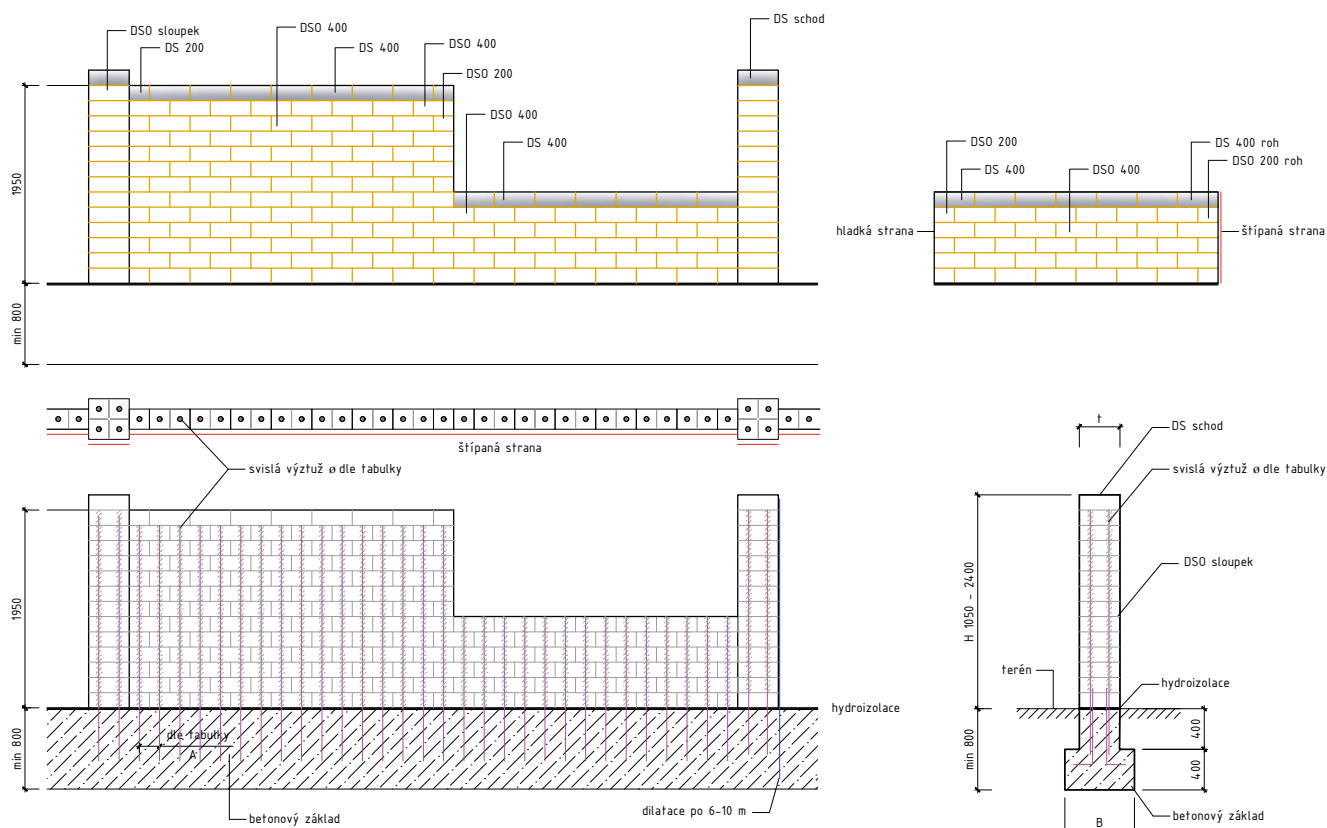 DSO sloupek
DS 200
DSO 400
DS 400
DSO 400
DSO 200
DSO 400
DS 400
DS schod
1950
min 800
DSO 200
DS 400
DSO 400
DS 400 roh
DSO 200 roh
hladká strana
štípaná strana
štípaná strana
svislá výztuž ø dle tabulky
1950
min 800
dle tabulky
A
hydroizolace
dilatace po 6-10 m
betonový základ
t
DS schod
svislá výztuž ø dle tabulky
DSO sloupek
H 1050 - 2400
terén
hydroizolace
min 800
400
400
B
betonový základ